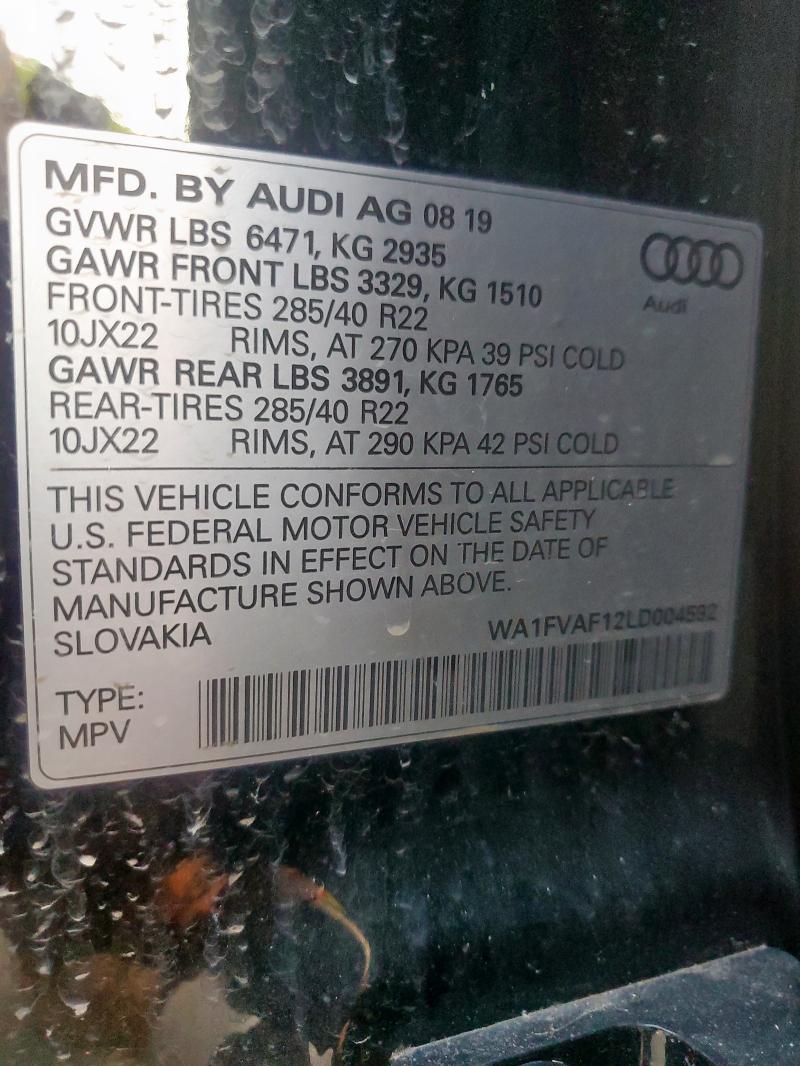 MFD. BY AUDI AG 08 19
GVWR LBS 6471, KG 2935
GAWR FRONT LBS 3329, KG 1510
FRONT-TIRES 285/40 R22
10JX22 RIMS, AT 270 KPA 39 PSI COLD
GAWR REAR LBS 3891, KG 1765
REAR-TIRES 285/40 R22
10JX22 RIMS, AT 290 KPA 42 PSI COLD
Audi
THIS VEHICLE CONFORMS TO ALL APPLICABLE
U.S. FEDERAL MOTOR VEHICLE SAFETY
STANDARDS IN EFFECT ON THE DATE OF
MANUFACTURE SHOWN ABOVE.
SLOVAKIA WA1FVAF12LD004592
TYPE:
MPV